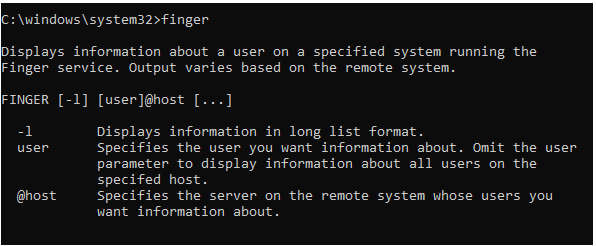 C:\windows\system32>finger
Displays information about a user on a specified system running the
Finger service. Output varies based on the remote system.
FINGER [-l] [user]@host [...]
-l Displays information in long list format.
user Specifies the user you want information about. Omit the user
parameter to display information about all users on the
specifed host.
@host Specifies the server on the remote system whose users you
want information about.